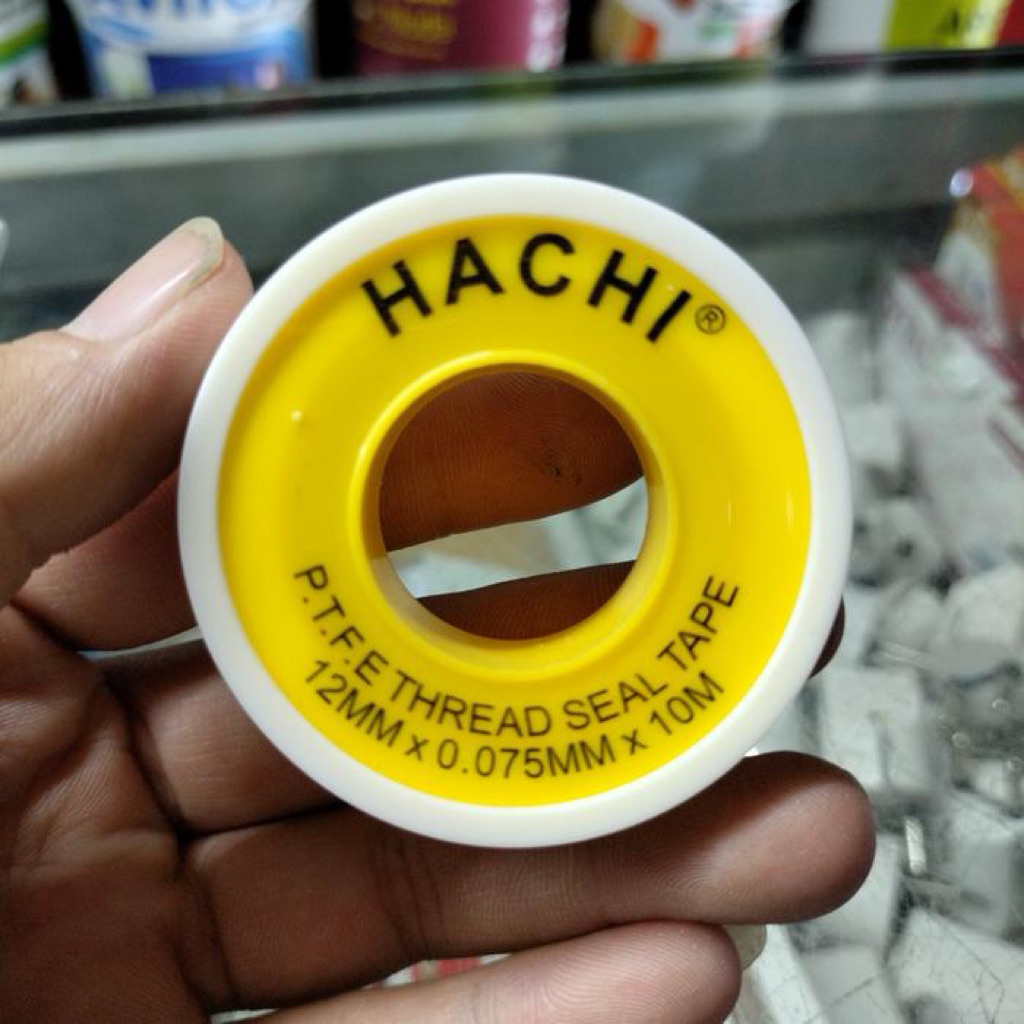 HACHI®
P.T.F.E THREAD SEAL TAPE
12MM x 0.075MM x 10M